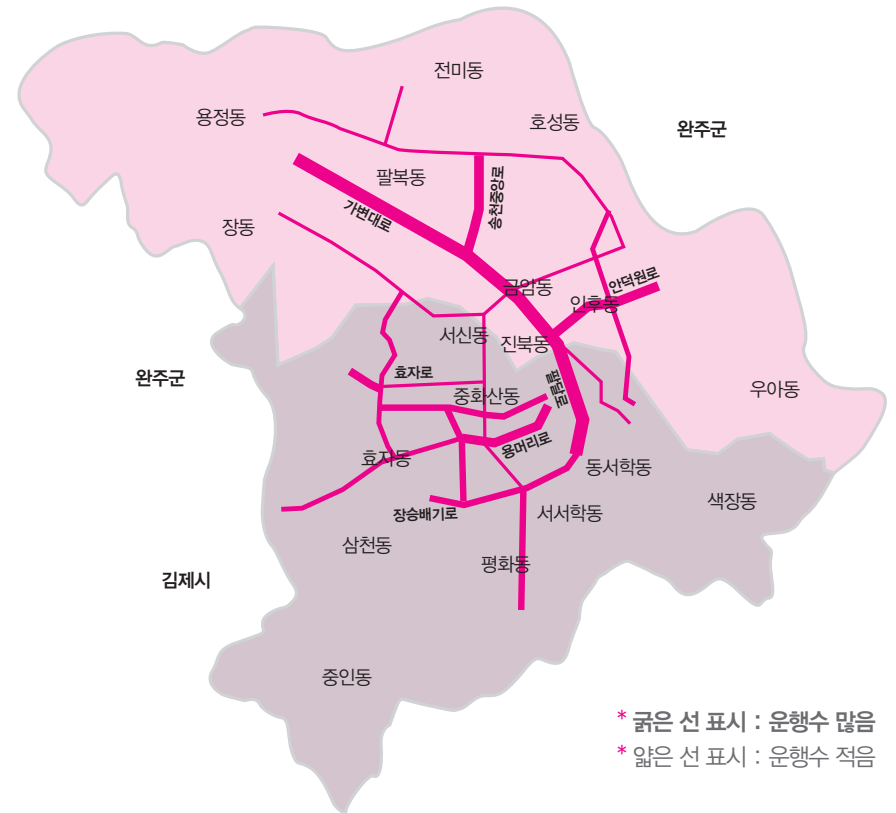 전미동
용정동
호성동
완주군
팔복동
송천중앙로
가변대로
장동
안덕원로
금암동
인후동
서신동
진북동
효자로
완주군
팔달로
우아동
중화산동
용머리로
효자동
동서학동
색장동
장승배기로
서서학동
삼천동
평화동
김제시
중인동
* 굵은 선 표시 : 운행수 많음
* 얇은 선 표시 : 운행수 적음